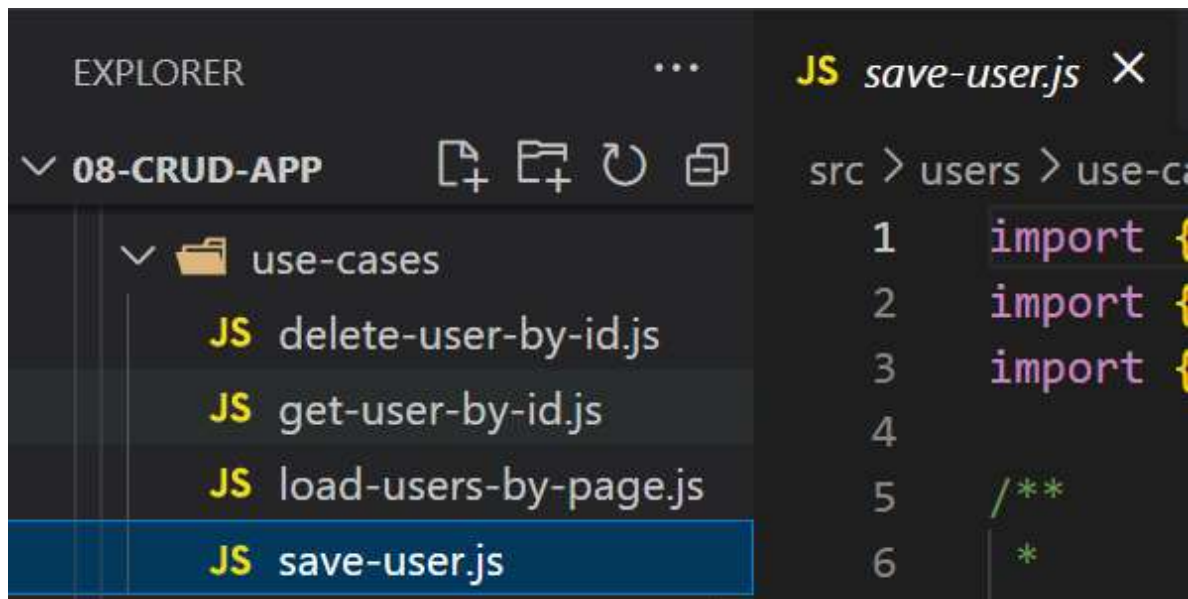 EXPLORER ...
08-CRUD-APP
use-cases
JS delete-user-by-id.js
JS get-user-by-id.js
JS load-users-by-page.js
JS save-user.js
JS save-user.js ×
src > users > use-ca
1 import {
2 import {
3 import {
4
5 /**
6 *